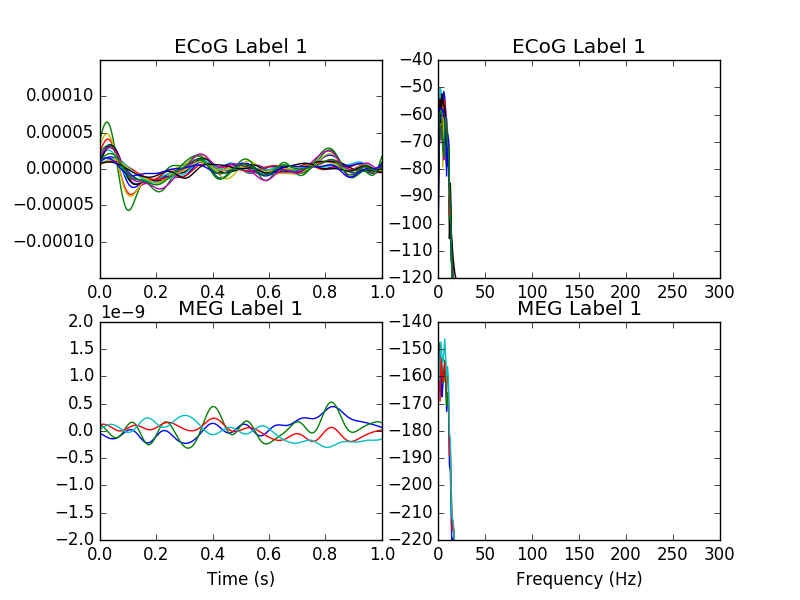 ECoG Label 1
0.00010
0.00005
0.00000
−0.00005
−0.00010
0.0 0.2 0.4 0.6 0.8 1.0
ECoG Label 1
−40
−50
−60
−70
−80
−90
−100
−110
−120
0 50 100 150 200 250 300
1e−9
MEG Label 1
2.0
1.5
1.0
0.5
0.0
−0.5
−1.0
−1.5
−2.0
0.0 0.2 0.4 0.6 0.8 1.0
Time (s)
MEG Label 1
−140
−150
−160
−170
−180
−190
−200
−210
−220
0 50 100 150 200 250 300
Frequency (Hz)